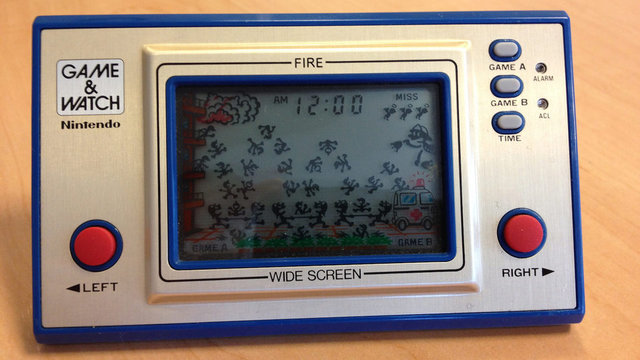 GAME
&
WATCH
Nintendo
FIRE
AM 12:00
MISS
GAME A
GAME B
WIDE SCREEN
◀LEFT
RIGHT▶
GAME A
ALARM
GAME B
ACL
TIME